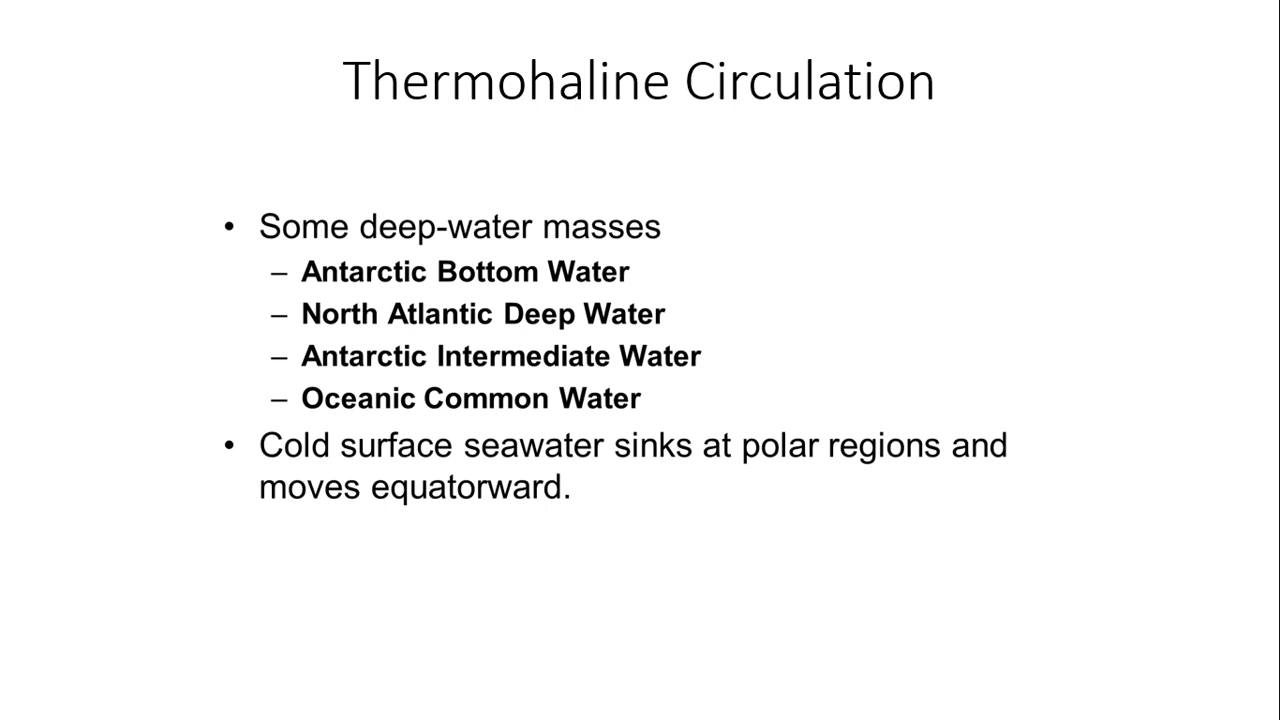 Thermohaline Circulation
• Some deep-water masses
– Antarctic Bottom Water
– North Atlantic Deep Water
– Antarctic Intermediate Water
– Oceanic Common Water
• Cold surface seawater sinks at polar regions and
moves equatorward.